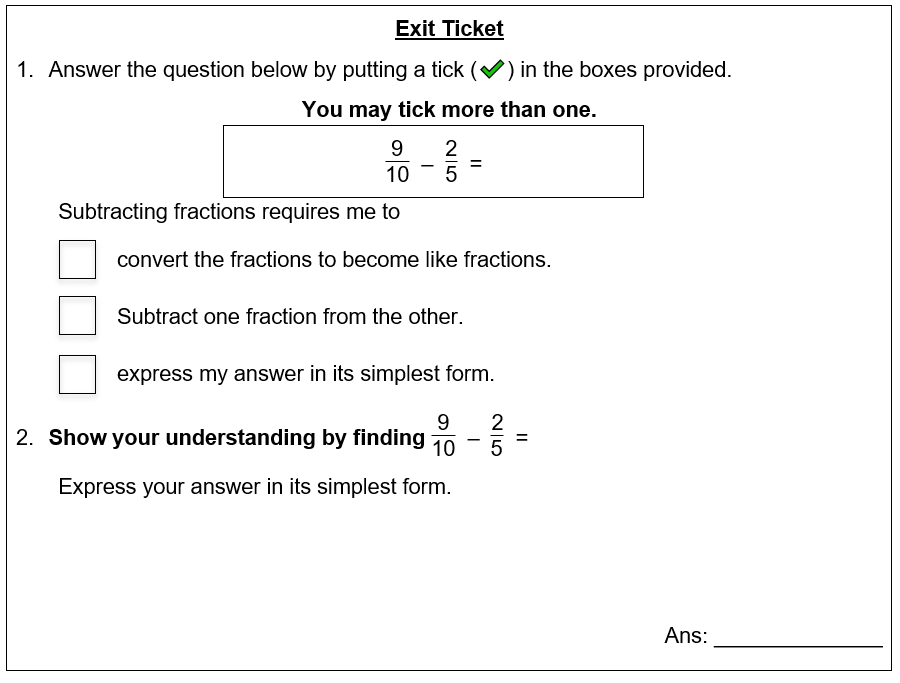 Exit Ticket
1. Answer the question below by putting a tick (✔) in the boxes provided.
You may tick more than one.
9/10 – 2/5 =
Subtracting fractions requires me to
convert the fractions to become like fractions.
Subtract one fraction from the other.
express my answer in its simplest form.
2. Show your understanding by finding 9/10 – 2/5 =
Express your answer in its simplest form.
Ans: ______________